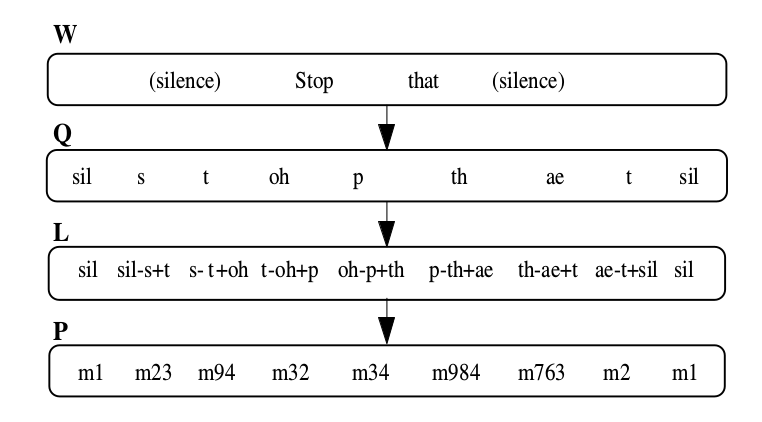 W
(silence) Stop that (silence)
Q
sil s t oh p th ae t sil
L
sil sil-s+t s-t+oh t-oh+p oh-p+th p-th+ae th-ae+t ae-t+sil sil
P
m1 m23 m94 m32 m34 m984 m763 m2 m1